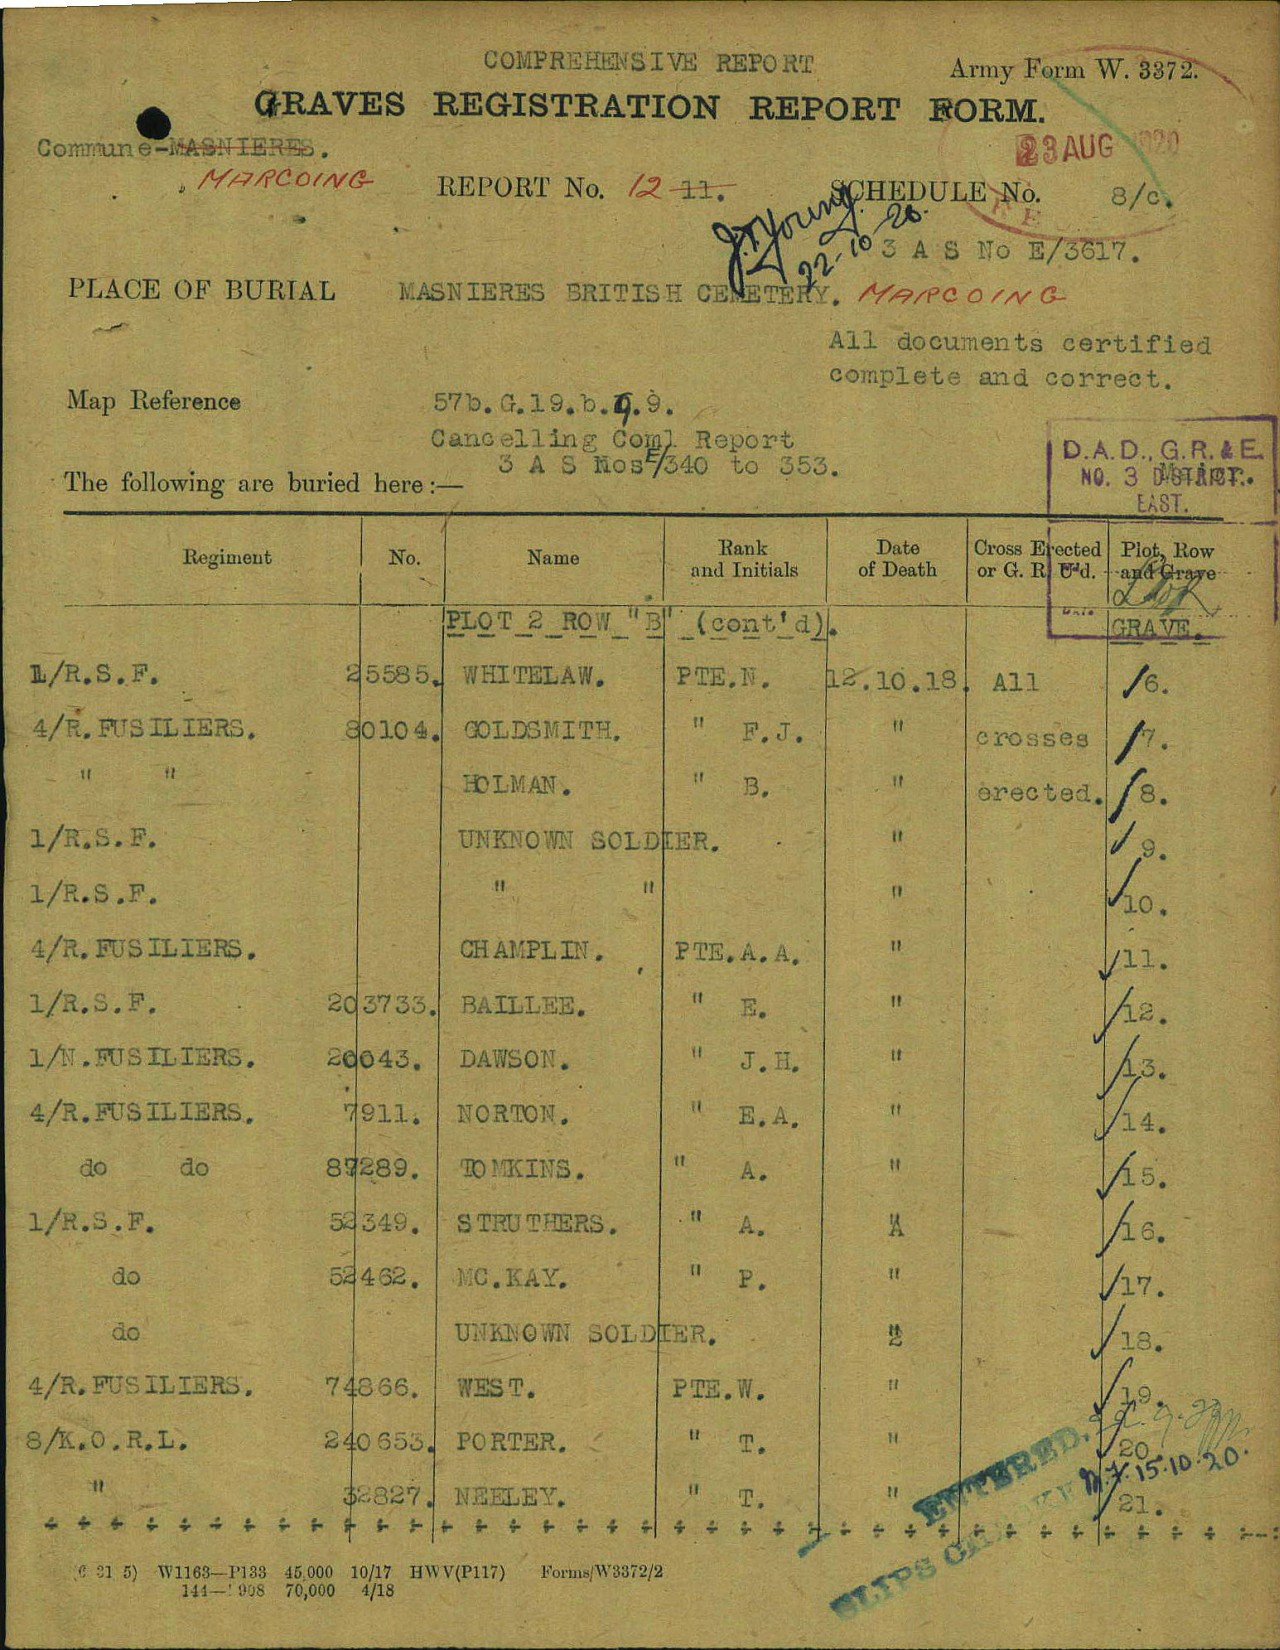 COMPREHENSIVE REPORT
Army Form W. 3372.
GRAVES REGISTRATION REPORT FORM.
23 AUG 1920
Commune-MASNIERES.
MARCOING
REPORT No. 12 11.
SCHEDULE No. 8/c.
J. Young
22-10-20.
3 A S No E/3617.
PLACE OF BURIAL MASNIERES BRITISH CEMETERY. MARCOING
All documents certified
complete and correct.
Map Reference 57b.G.19.b.9.9.
Cancelling Coml Report
3 A S Nos E/340 to 353.
D.A.D., G.R. & E.
NO. 3 DISTRICT.
EAST.
The following are buried here:—
Regiment No. Name Rank and Initials Date of Death Cross Erected or G. R. U'd. Plot, Row and Grave
PLOT 2 ROW "B" (cont'd). GRAVE.
1/R.S.F. 25585. WHITELAW. PTE.N. 12.10.18. All 6.
4/R.FUSILIERS. 80104. GOLDSMITH. " F.J. " crosses 7.
" " HOLMAN. " B. " erected. 8.
1/R.S.F. UNKNOWN SOLDIER. " 9.
1/R.S.F. " " " 10.
4/R.FUSILIERS. CHAMPLIN. PTE.A.A. " 11.
1/R.S.F. 203733. BAILLEE. " E. " 12.
1/N.FUSILIERS. 20043. DAWSON. " J.H. " 13.
4/R.FUSILIERS. 7911. NORTON. " E.A. " 14.
do do 87289. TOMKINS. " A. " 15.
1/R.S.F. 52349. STRUTHERS. " A. " 16.
do 52462. MC.KAY. " P. " 17.
do UNKNOWN SOLDIER. " 18.
4/R.FUSILIERS. 74866. WEST. PTE.W. " 19.
8/K.O.R.L. 240653. PORTER. " T. " 20.
" 32827. NEELEY. " T. " 21.
ENTERED.
15.10.20.
SLIPS
W1163—P133 45,000 10/17 HWV(P117) Forms/W3372/2
70,000 4/18